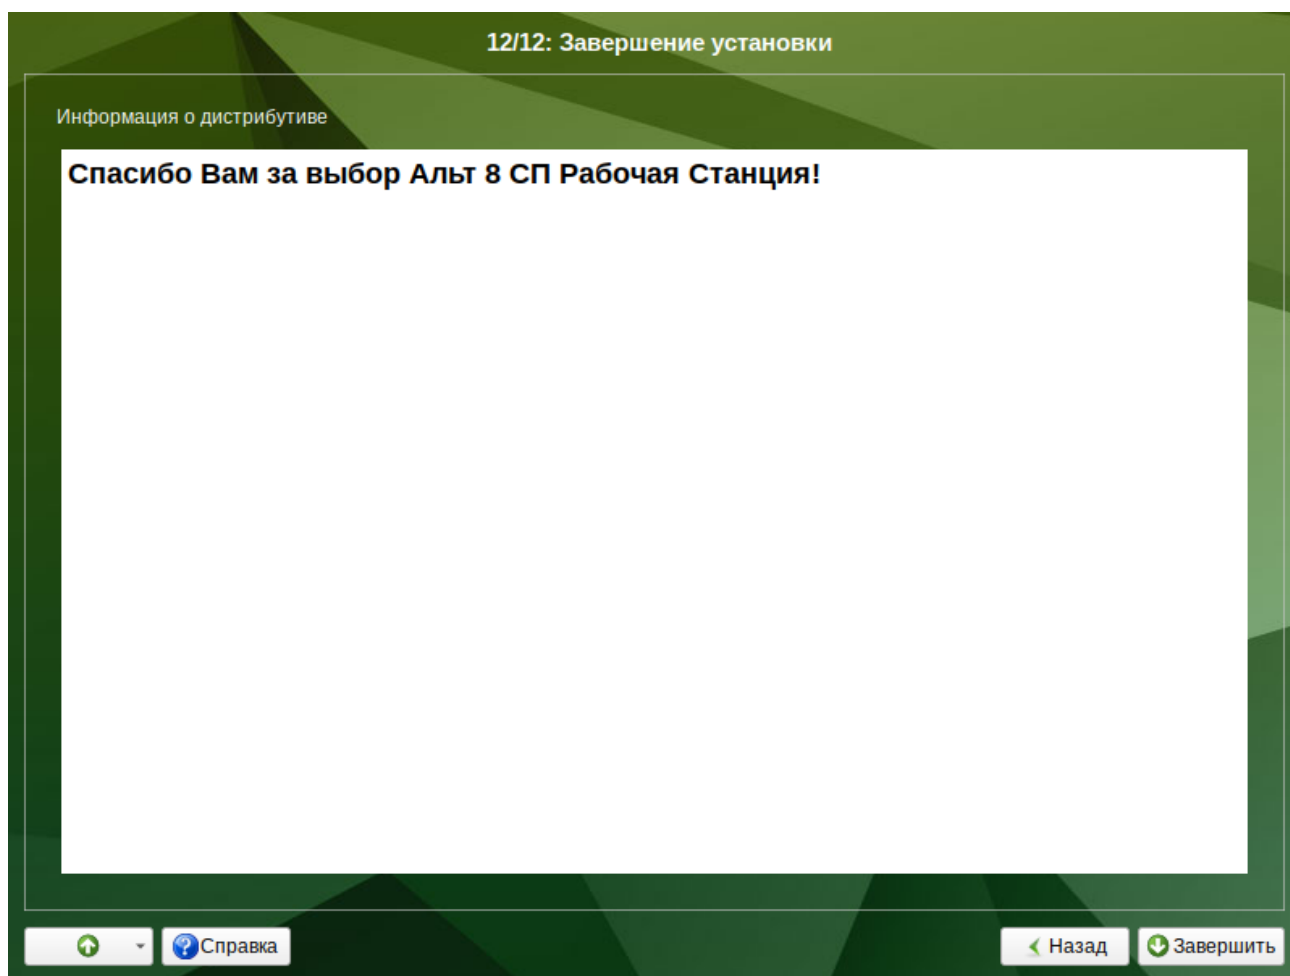 12/12: Завершение установки
Информация о дистрибутиве
Спасибо Вам за выбор Альт 8 СП Рабочая Станция!
Справка
Назад
Завершить